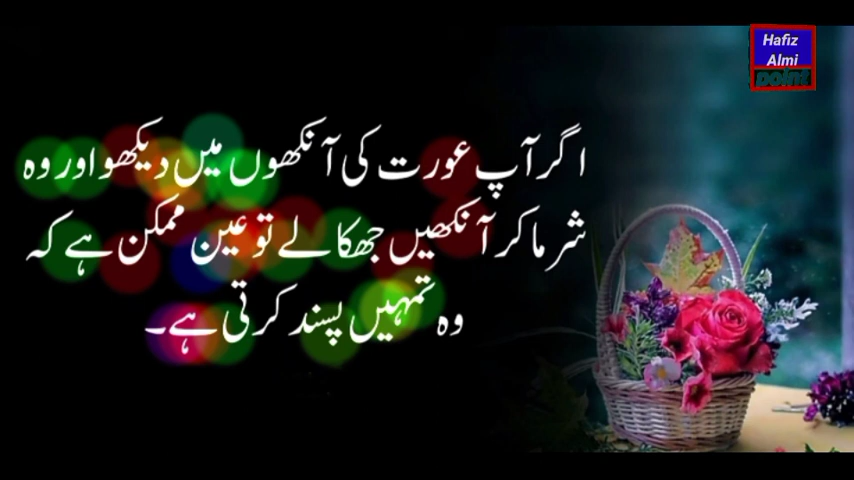 Hafiz
Almi
point
اگر آپ عورت کی آنکھوں میں دیکھو اور وہ
شرما کر آنکھیں جھکا لے تو عین ممکن ہے کہ
وہ تمہیں پسند کرتی ہے۔